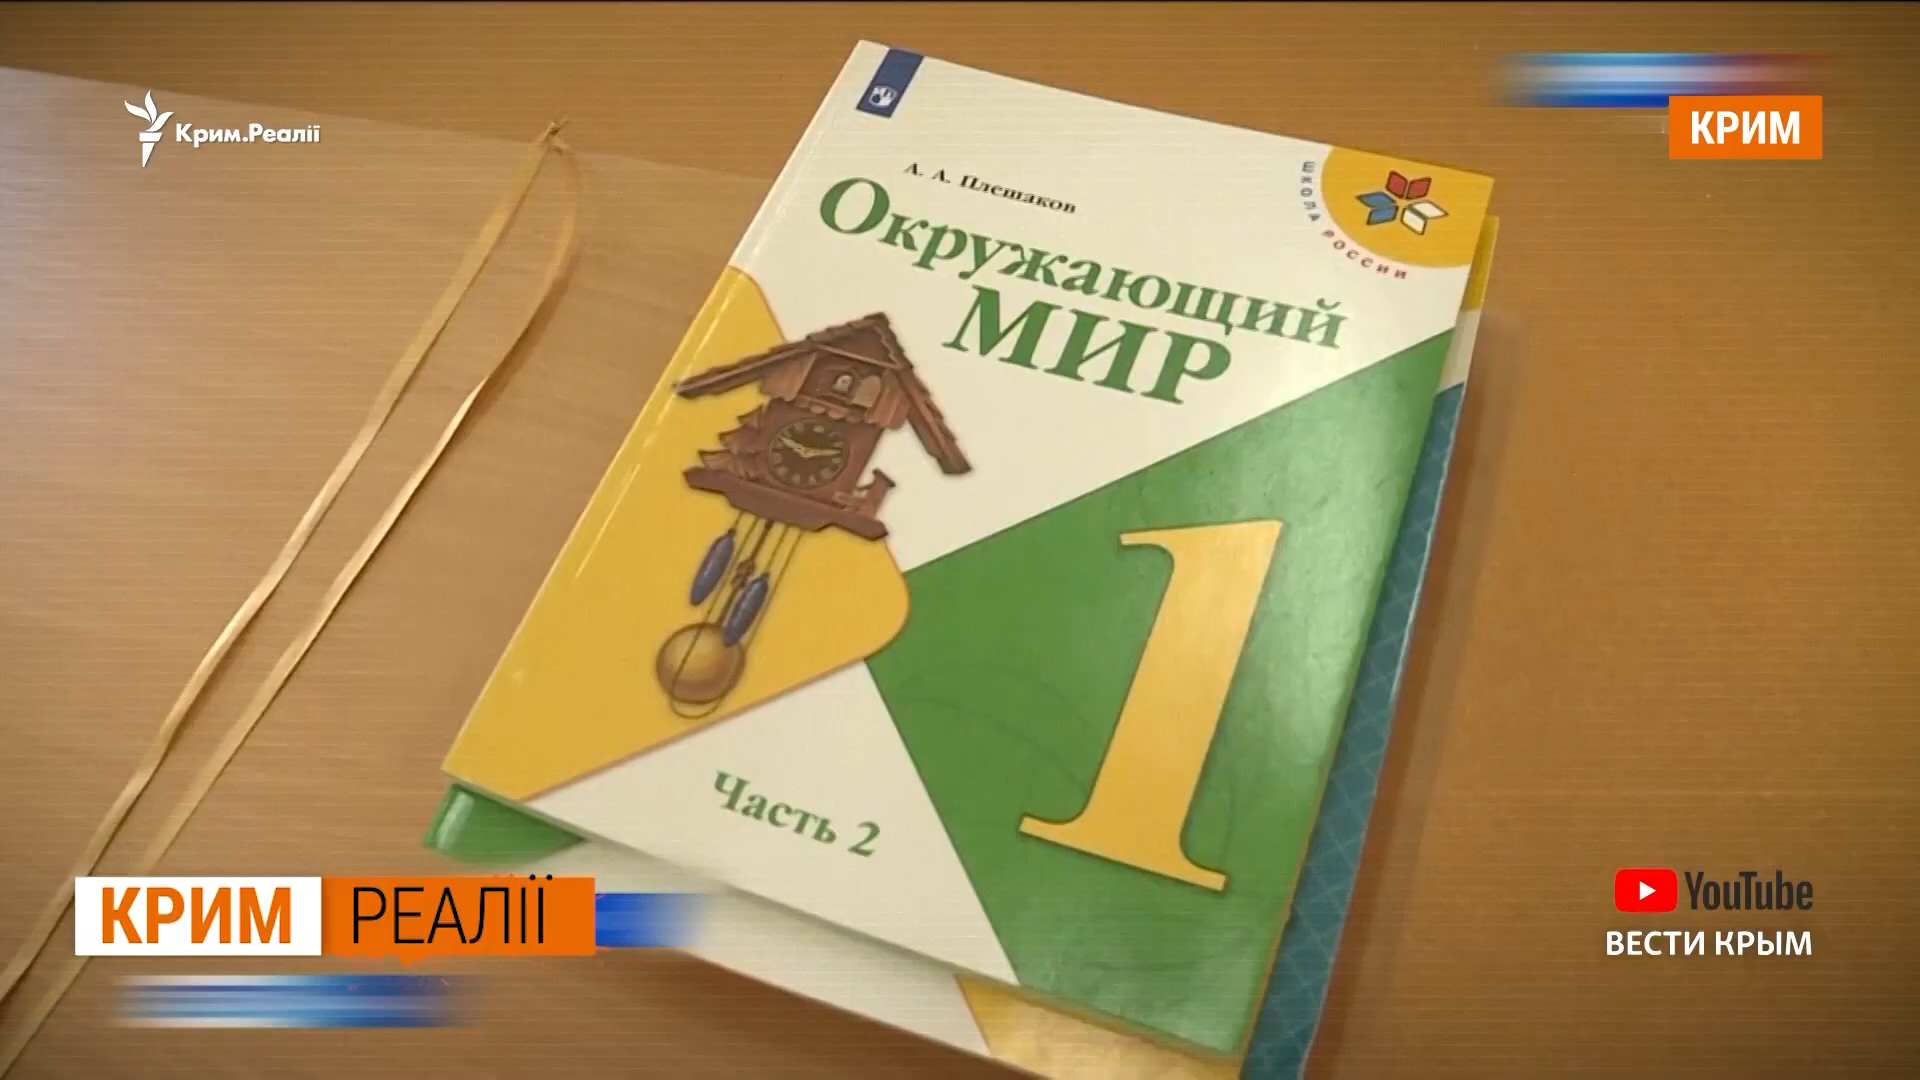 Крим.Реалії
КРИМ
А. А. Плешаков
ШКОЛА РОССИИ
Окружающий
МИР
1
Часть 2
КРИМ РЕАЛІЇ
YouTube
ВЕСТИ КРЫМ